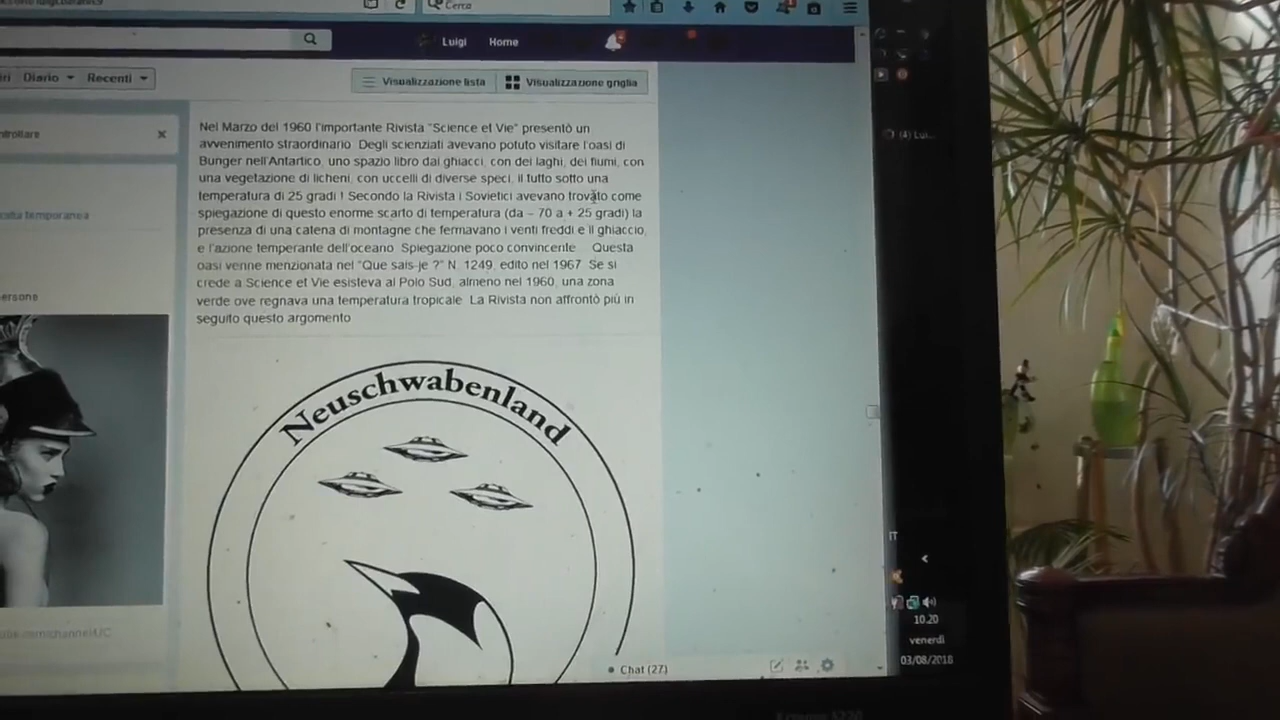 Cerca
Luigi Home
Diario Recenti
Visualizzazione lista Visualizzazione griglia
Nel Marzo del 1960 l'importante Rivista "Science et Vie" presentò un
avvenimento straordinario. Degli scienziati avevano potuto visitare l'oasi di
Bunger nell'Antartico, uno spazio libro dai ghiacci, con dei laghi, dei fiumi, con
una vegetazione di licheni, con uccelli di diverse speci, il tutto sotto una
temperatura di 25 gradi ! Secondo la Rivista i Sovietici avevano trovato come
spiegazione di questo enorme scarto di temperatura (da – 70 a + 25 gradi) la
presenza di una catena di montagne che fermavano i venti freddi e il ghiaccio,
e l'azione temperante dell'oceano. Spiegazione poco convincente... Questa
oasi venne menzionata nel "Que sais-je ?" N. 1249, edito nel 1967. Se si
crede a Science et Vie esisteva al Polo Sud, almeno nel 1960, una zona
verde ove regnava una temperatura tropicale. La Rivista non affrontò più in
seguito questo argomento
Neuschwabenland
Chat (27)
(4) Lui...
IT
10.20
venerdì
03/08/2018